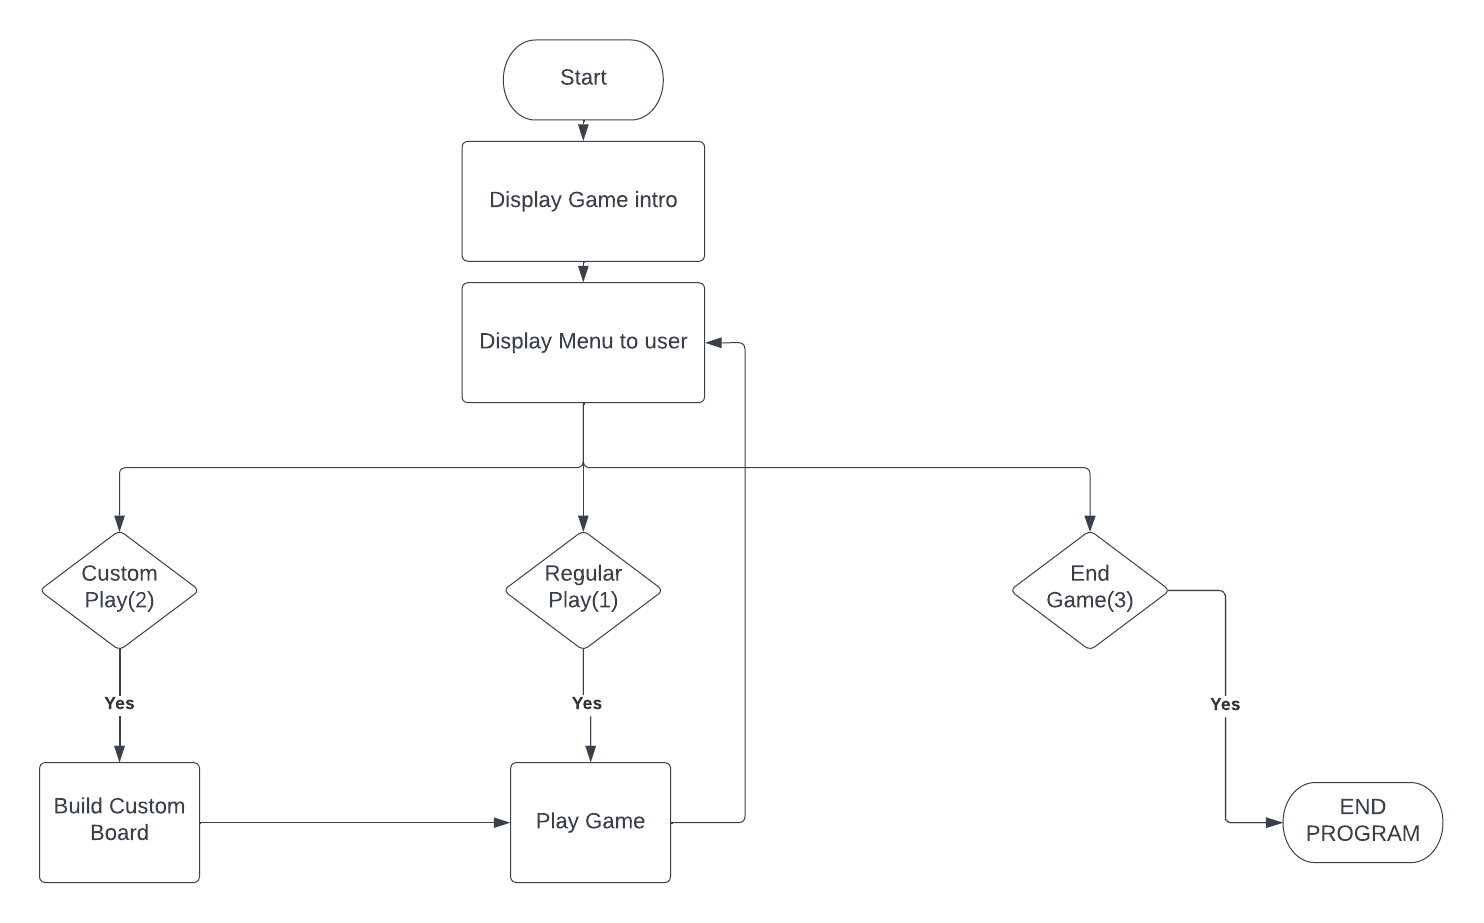 Start
Display Game intro
Display Menu to user
Custom
Play(2)
Regular
Play(1)
End
Game(3)
Yes
Yes
Yes
Build Custom
Board
Play Game
END
PROGRAM